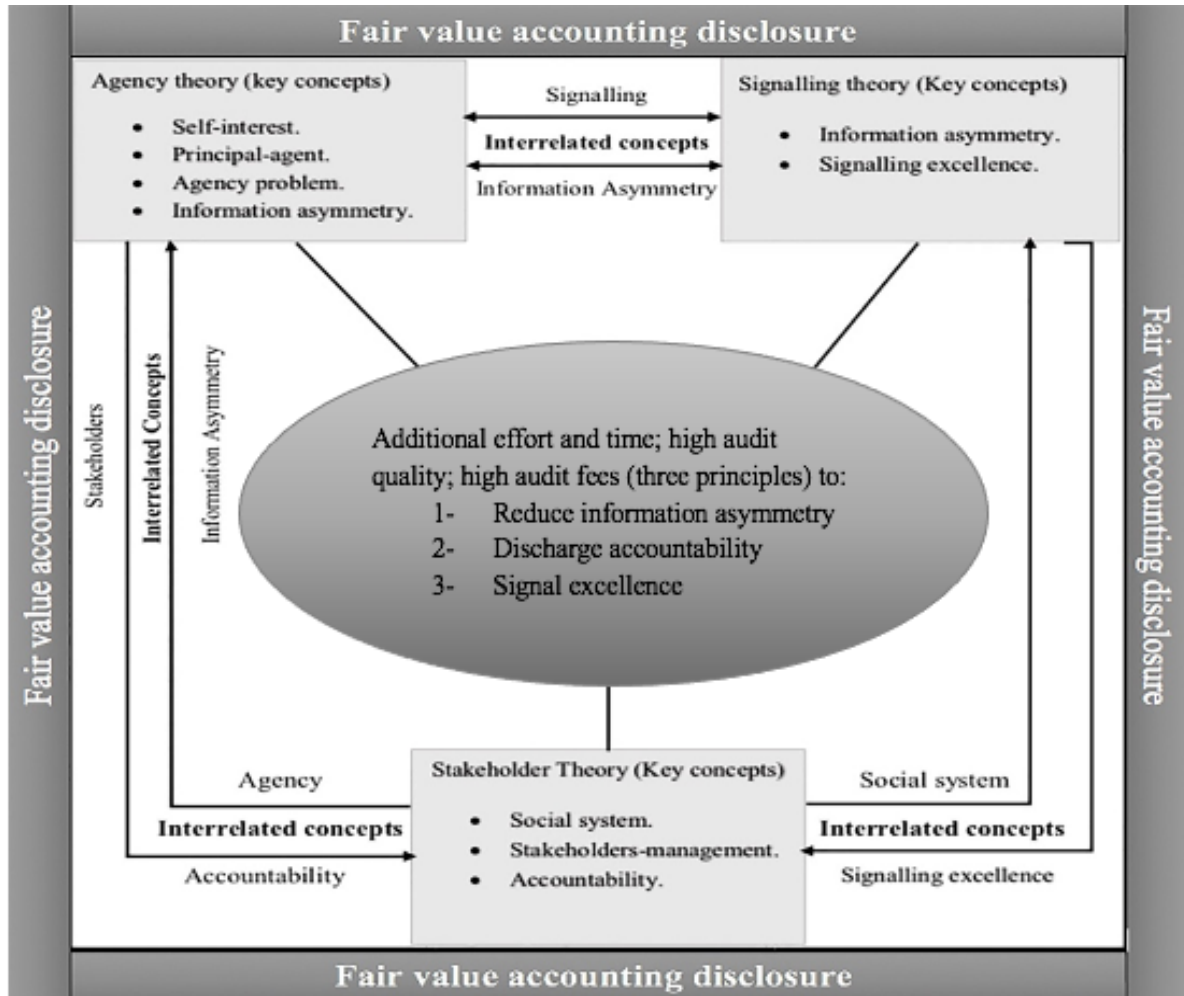 Fair value accounting disclosure
Agency theory (key concepts)
• Self-interest.
• Principal-agent.
• Agency problem.
• Information asymmetry.
Signalling
Interrelated concepts
Information Asymmetry
Signalling theory (Key concepts)
• Information asymmetry.
• Signalling excellence.
Fair value accounting disclosure
Stakeholders
Interrelated Concepts
Information Asymmetry
Additional effort and time; high audit
quality; high audit fees (three principles) to:
1- Reduce information asymmetry
2- Discharge accountability
3- Signal excellence
Fair value accounting disclosure
Agency
Interrelated concepts
Accountability
Stakeholder Theory (Key concepts)
• Social system.
• Stakeholders-management.
• Accountability.
Social system
Interrelated concepts
Signalling excellence
Fair value accounting disclosure